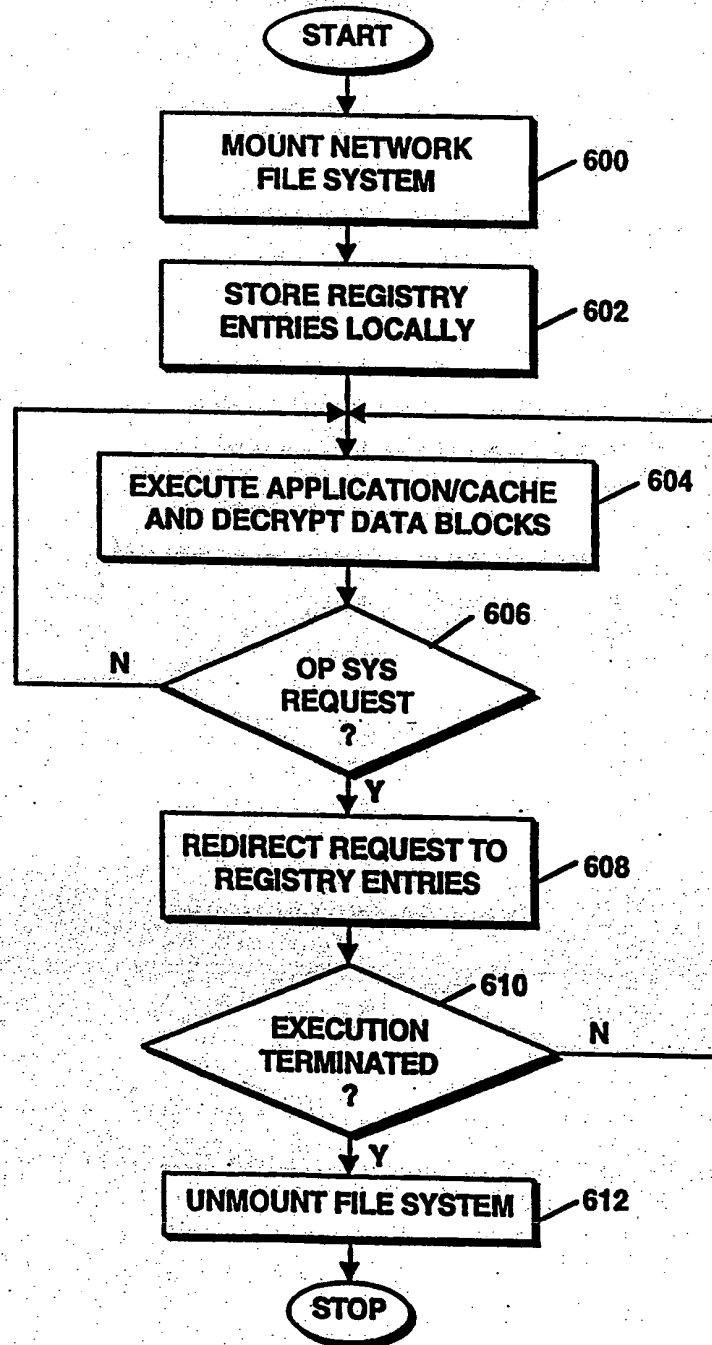 START
MOUNT NETWORK
FILE SYSTEM
600
STORE REGISTRY
ENTRIES LOCALLY
602
EXECUTE APPLICATION/CACHE
AND DECRYPT DATA BLOCKS
604
606
N
OP SYS
REQUEST
?
Y
REDIRECT REQUEST TO
REGISTRY ENTRIES
608
610
EXECUTION
TERMINATED
?
N
Y
UNMOUNT FILE SYSTEM
612
STOP